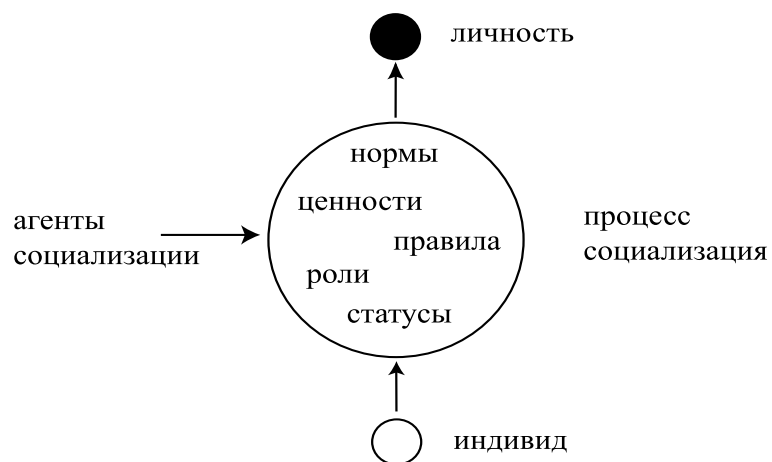 личность
нормы
ценности
правила
роли
статусы
агенты
социализации
процесс
социализация
индивид